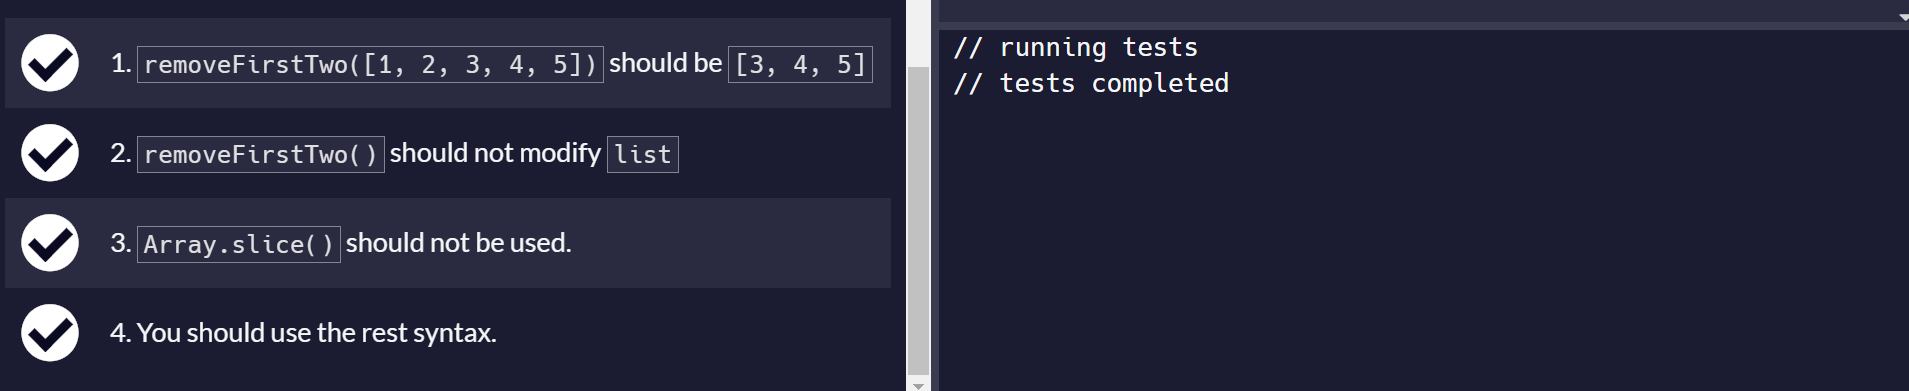 1. removeFirstTwo([1, 2, 3, 4, 5]) should be [3, 4, 5]
2. removeFirstTwo() should not modify list
3. Array.slice() should not be used.
4. You should use the rest syntax.
// running tests
// tests completed